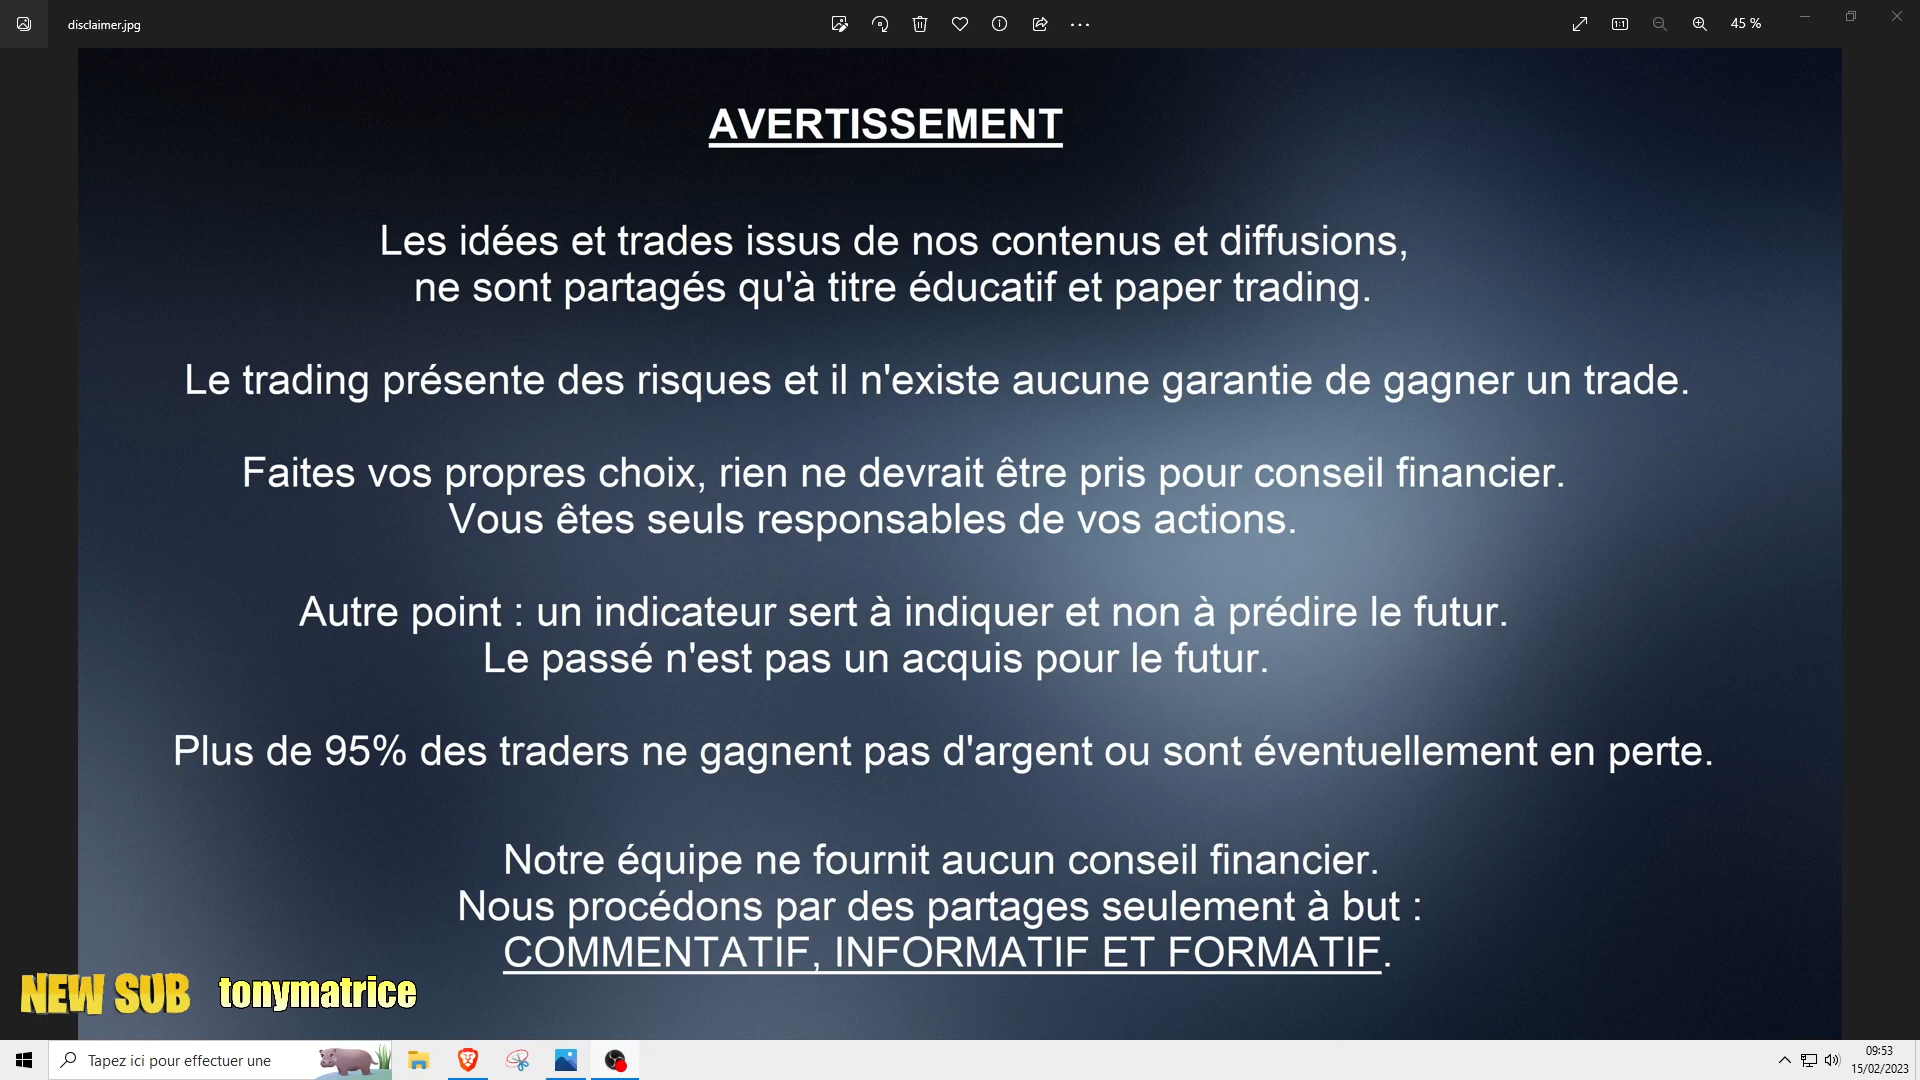 disclaimer.jpg
45 %
AVERTISSEMENT
Les idées et trades issus de nos contenus et diffusions,
ne sont partagés qu'à titre éducatif et paper trading.
Le trading présente des risques et il n'existe aucune garantie de gagner un trade.
Faites vos propres choix, rien ne devrait être pris pour conseil financier.
Vous êtes seuls responsables de vos actions.
Autre point : un indicateur sert à indiquer et non à prédire le futur.
Le passé n'est pas un acquis pour le futur.
Plus de 95% des traders ne gagnent pas d'argent ou sont éventuellement en perte.
Notre équipe ne fournit aucun conseil financier.
Nous procédons par des partages seulement à but :
COMMENTATIF, INFORMATIF ET FORMATIF.
NEW SUB tonymatrice
Tapez ici pour effectuer une
09:53
15/02/2023